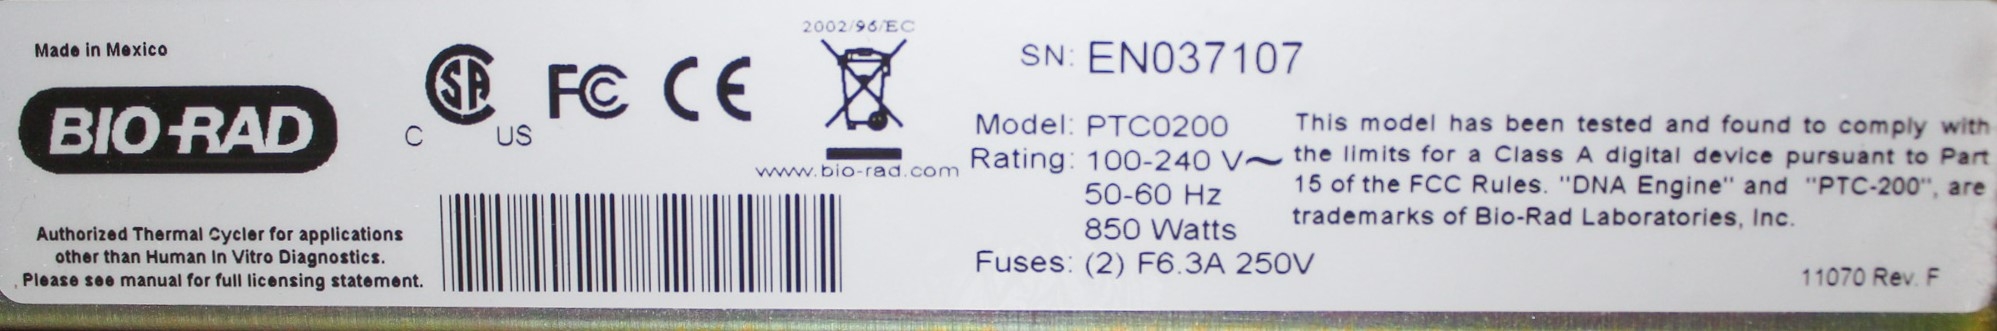 Made in Mexico
BIO-RAD
Authorized Thermal Cycler for applications
other than Human In Vitro Diagnostics.
Please see manual for full licensing statement.
C SA US
FC CE
2002/96/EC
www.bio-rad.com
SN: EN037107
Model: PTC0200
Rating: 100-240 V~
50-60 Hz
850 Watts
Fuses: (2) F6.3A 250V
This model has been tested and found to comply with
the limits for a Class A digital device pursuant to Part
15 of the FCC Rules. "DNA Engine" and "PTC-200", are
trademarks of Bio-Rad Laboratories, Inc.
11070 Rev. F